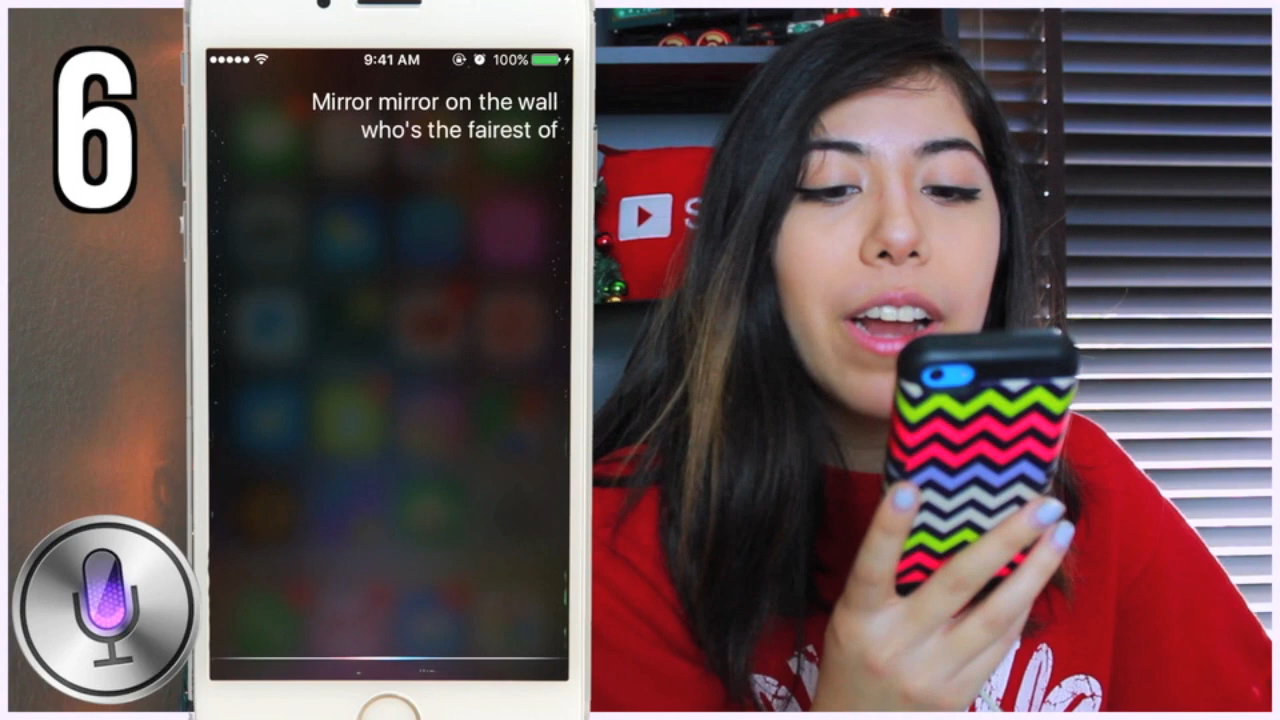 6
9:41 AM
100%
Mirror mirror on the wall
who's the fairest of
S